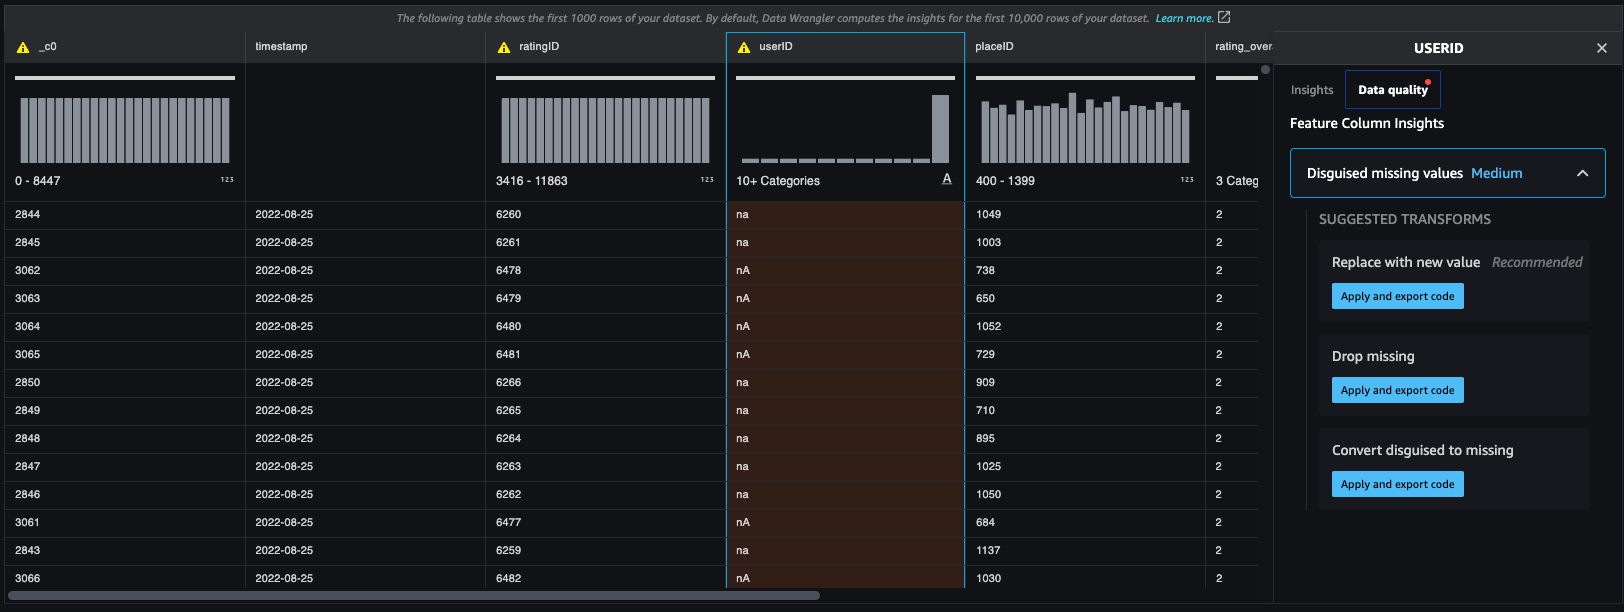 The following table shows the first 1000 rows of your dataset. By default, Data Wrangler computes the insights for the first 10,000 rows of your dataset. Learn more.
_c0 timestamp ratingID userID placeID rating_over
0 - 8447 123 3416 - 11863 123 10+ Categories A 400 - 1399 123 3 Categ
2844 2022-08-25 6260 na 1049 2
2845 2022-08-25 6261 na 1003 2
3062 2022-08-25 6478 nA 738 2
3063 2022-08-25 6479 nA 650 2
3064 2022-08-25 6480 nA 1052 2
3065 2022-08-25 6481 nA 729 2
2850 2022-08-25 6266 na 909 2
2849 2022-08-25 6265 na 710 2
2848 2022-08-25 6264 na 895 2
2847 2022-08-25 6263 na 1025 2
2846 2022-08-25 6262 na 1050 2
3061 2022-08-25 6477 nA 684 2
2843 2022-08-25 6259 na 1137 2
3066 2022-08-25 6482 nA 1030 2
USERID
Insights Data quality
Feature Column Insights
Disguised missing values Medium
SUGGESTED TRANSFORMS
Replace with new value Recommended
Apply and export code
Drop missing
Apply and export code
Convert disguised to missing
Apply and export code